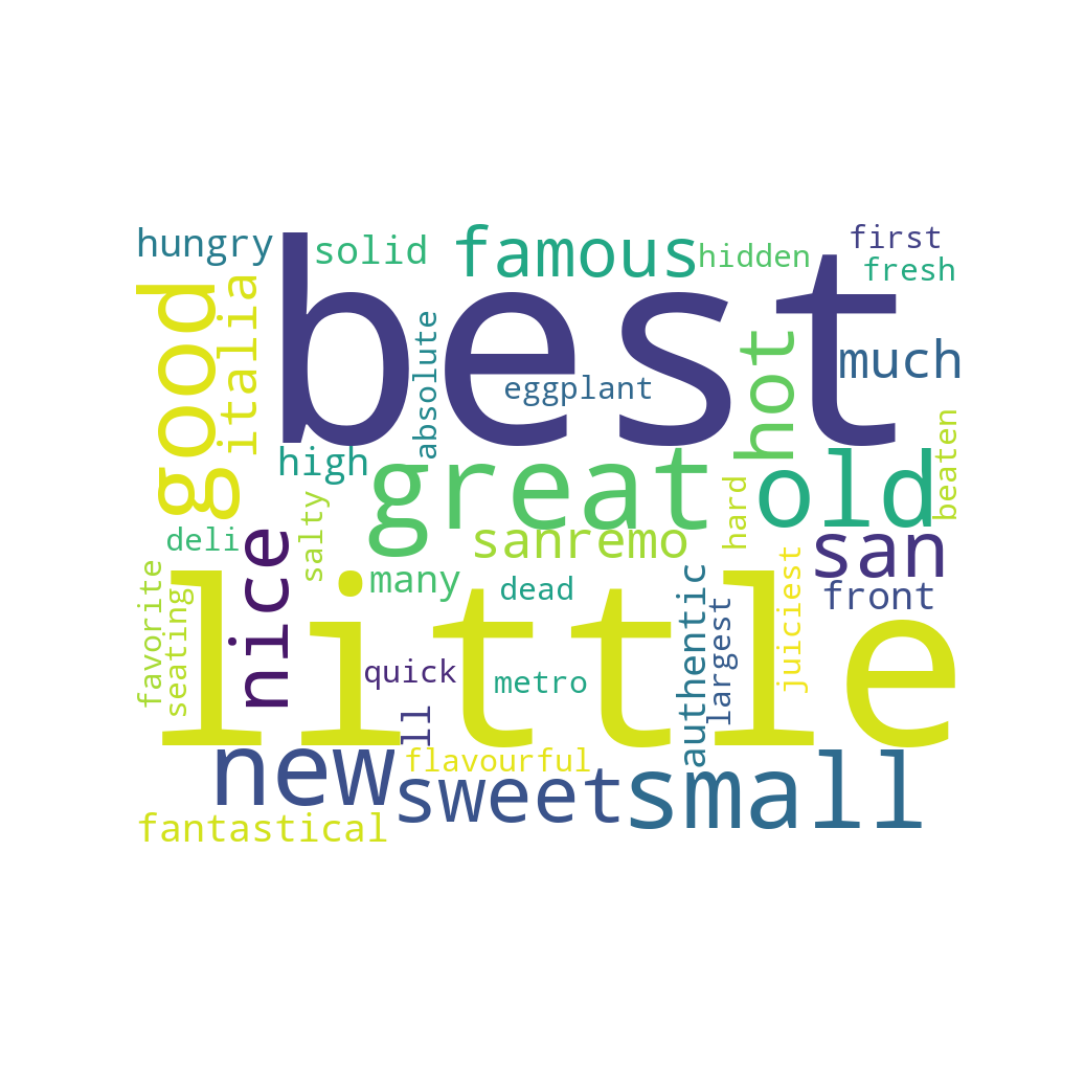 hungry
solid
famous
hidden
first
fresh
good
italia
best
absolute
eggplant
hot
much
high
great
old
beaten
hard
salty
deli
nice
sanremo
san
many
dead
front
favorite
seating
little
quick
metro
authentic
largest
juiciest
ll
new
flavourful
sweet
small
fantastical